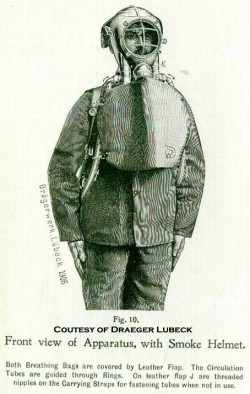 Drägerwerk, Lübeck 1906
Fig. 10.
COUTESY OF DRAEGER LUBECK
Front view of Apparatus, with Smoke Helmet.
Both Breathing Bags are covered by Leather Flap. The Circulation
Tubes are guided through Rings. On leather flap J are threaded
nipples on the Carrying Straps for fastening tubes when not in use.